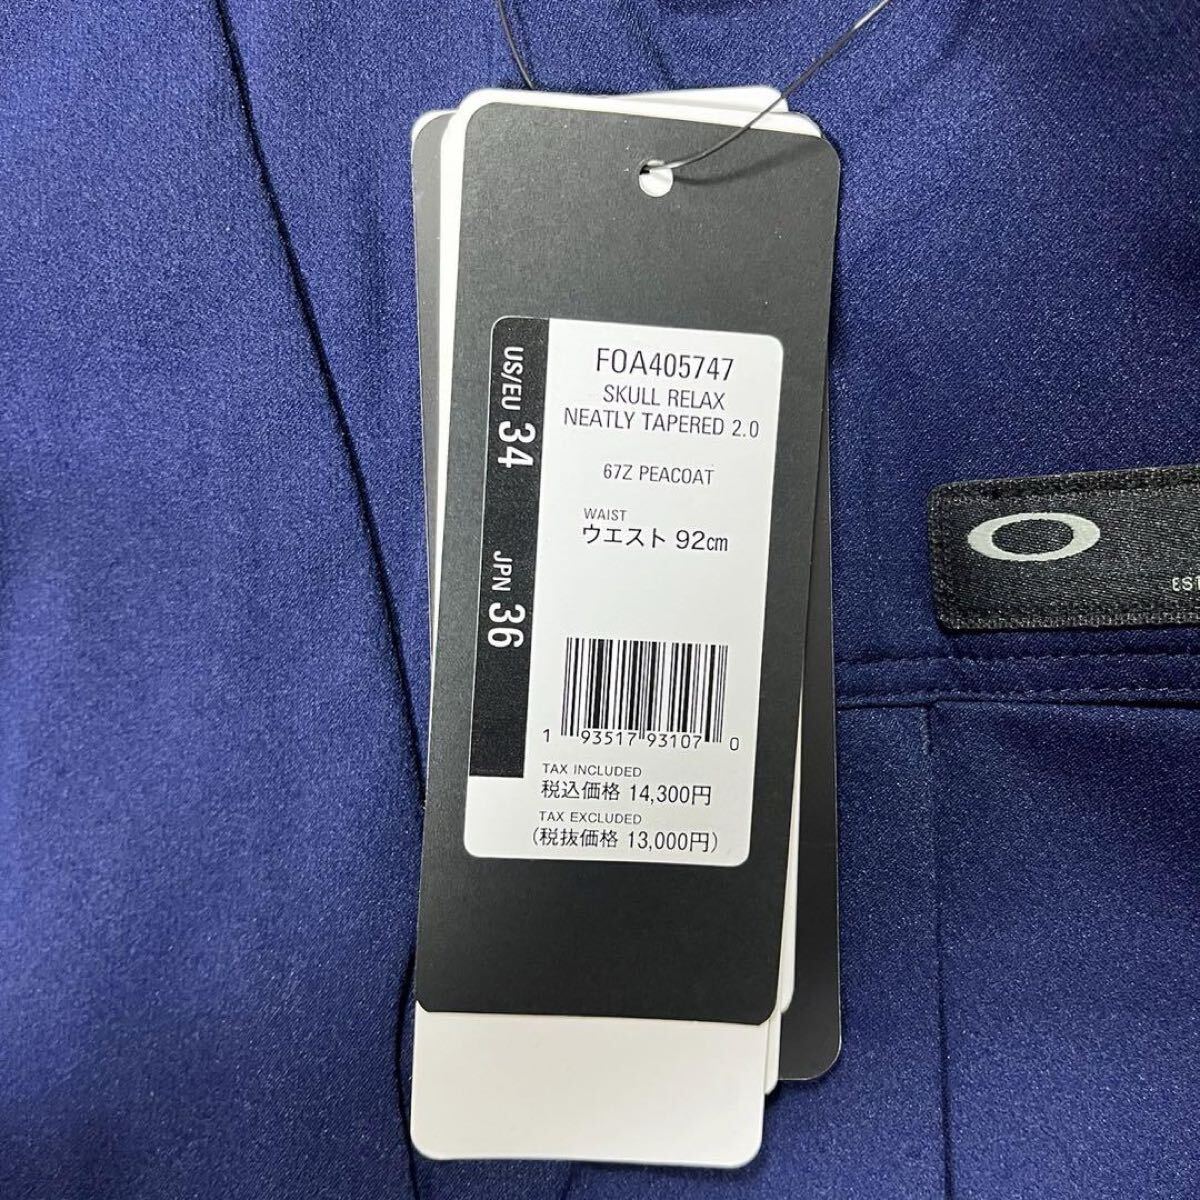 FOA405747
SKULL RELAX
NEATLY TAPERED 2.0
67Z PEACOAT
WAIST
ウエスト 92cm
US/EU 34
JPN 36
1 93517 93107 0
TAX INCLUDED
税込価格 14,300円
TAX EXCLUDED
(税抜価格 13,000円)